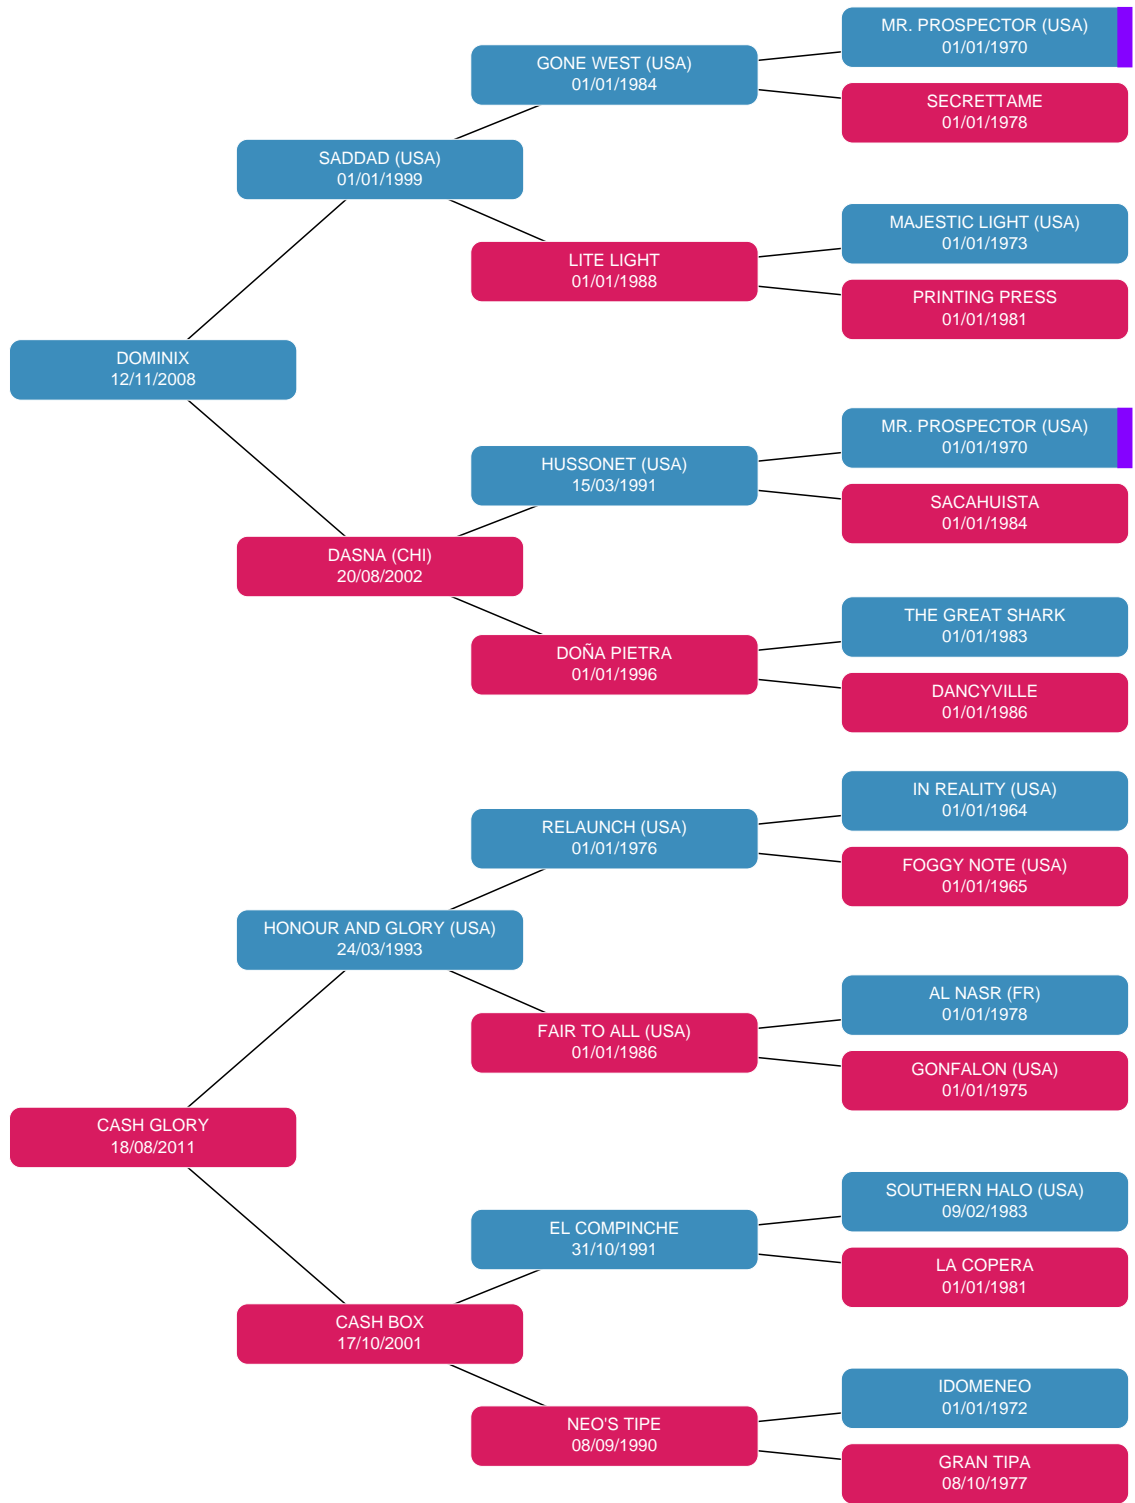 MR. PROSPECTOR (USA)
01/01/1970
GONE WEST (USA)
01/01/1984
SECRETTAME
01/01/1978
SADDAD (USA)
01/01/1999
MAJESTIC LIGHT (USA)
01/01/1973
LITE LIGHT
01/01/1988
PRINTING PRESS
01/01/1981
DOMINIX
12/11/2008
MR. PROSPECTOR (USA)
01/01/1970
HUSSONET (USA)
15/03/1991
SACAHUISTA
01/01/1984
DASNA (CHI)
20/08/2002
THE GREAT SHARK
01/01/1983
DOÑA PIETRA
01/01/1996
DANCYVILLE
01/01/1986
IN REALITY (USA)
01/01/1964
RELAUNCH (USA)
01/01/1976
FOGGY NOTE (USA)
01/01/1965
HONOUR AND GLORY (USA)
24/03/1993
AL NASR (FR)
01/01/1978
FAIR TO ALL (USA)
01/01/1986
GONFALON (USA)
01/01/1975
CASH GLORY
18/08/2011
SOUTHERN HALO (USA)
09/02/1983
EL COMPINCHE
31/10/1991
LA COPERA
01/01/1981
CASH BOX
17/10/2001
IDOMENEO
01/01/1972
NEO'S TIPE
08/09/1990
GRAN TIPA
08/10/1977